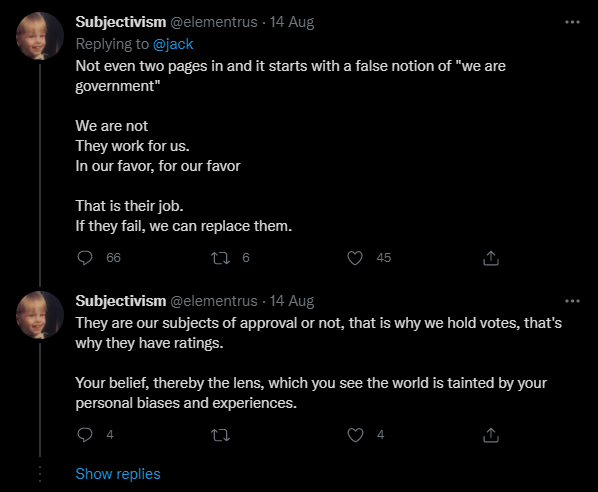 Subjectivism @elementrus · 14 Aug
Replying to @jack
Not even two pages in and it starts with a false notion of "we are
government"
We are not
They work for us.
In our favor, for our favor
That is their job.
If they fail, we can replace them.
66 6 45
Subjectivism @elementrus · 14 Aug
They are our subjects of approval or not, that is why we hold votes, that's
why they have ratings.
Your belief, thereby the lens, which you see the world is tainted by your
personal biases and experiences.
4 4
Show replies